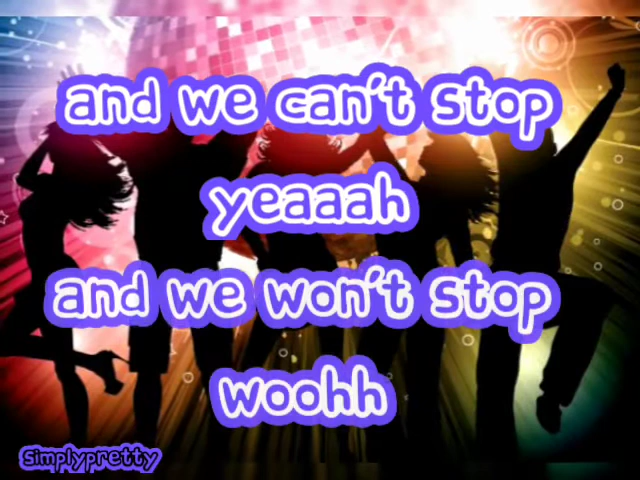 and we can't stop
yeaaah
and we won't stop
woohh
Simplypretty